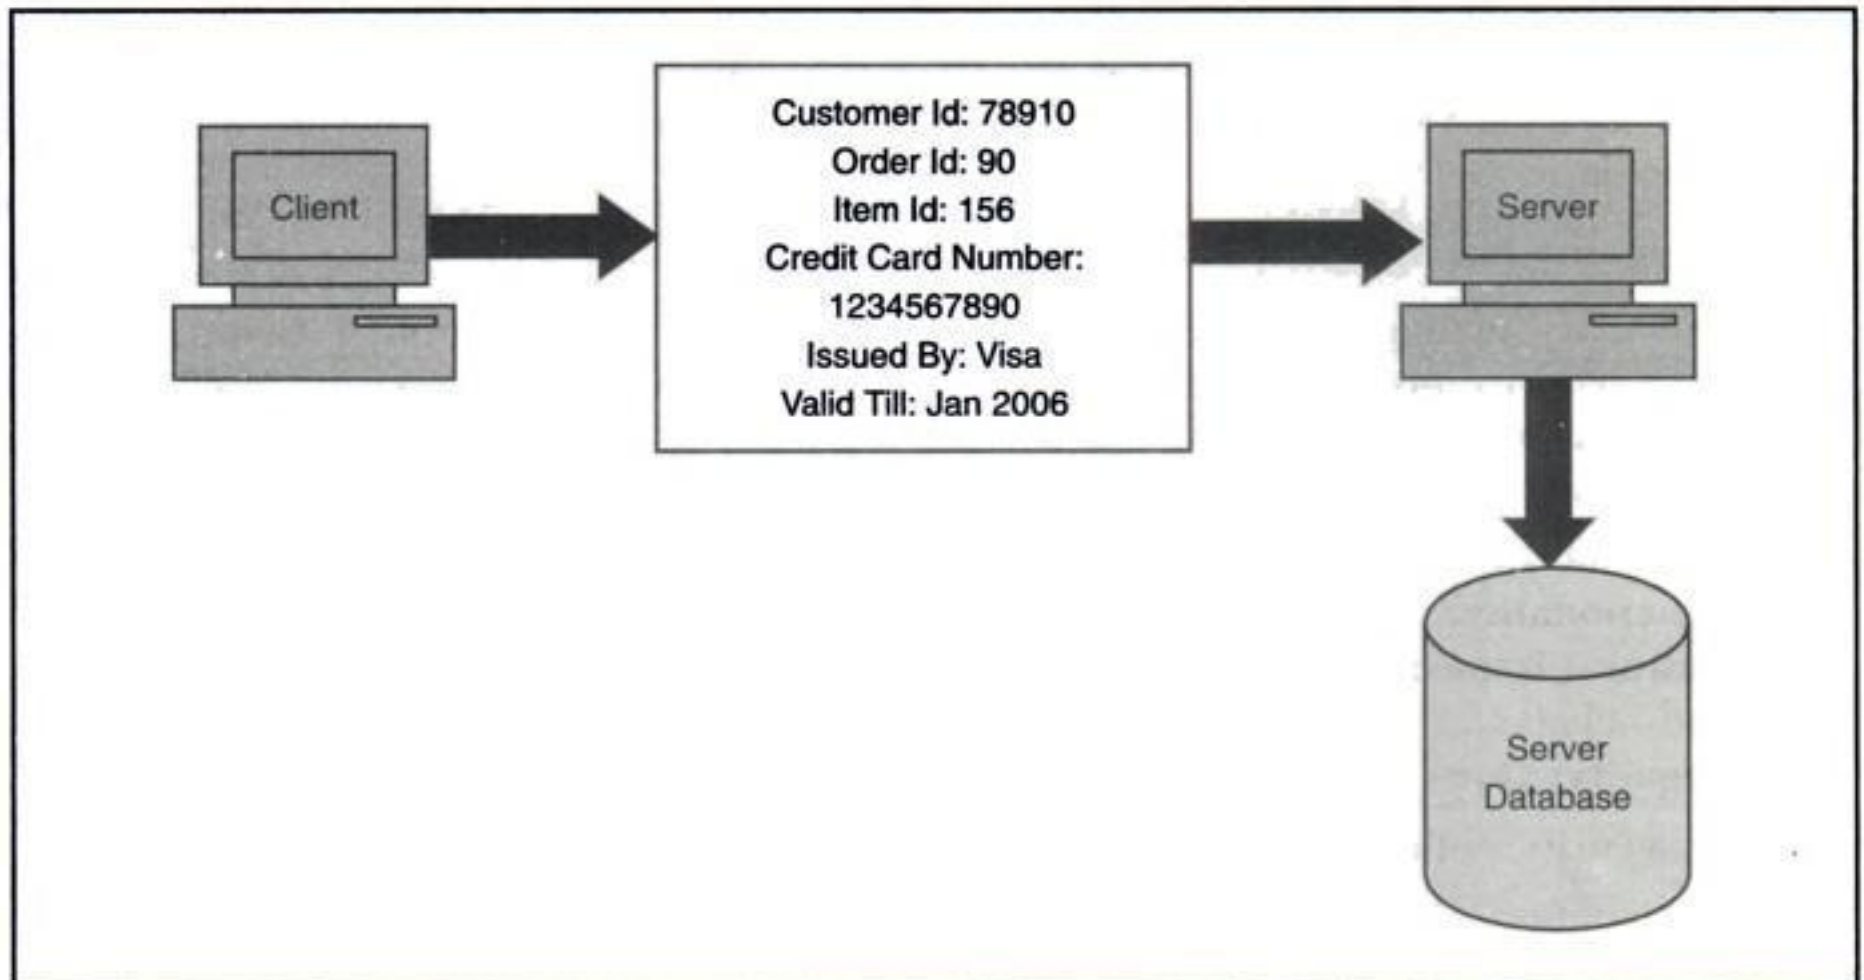 Client
Customer Id: 78910
Order Id: 90
Item Id: 156
Credit Card Number:
1234567890
Issued By: Visa
Valid Till: Jan 2006
Server
Server
Database